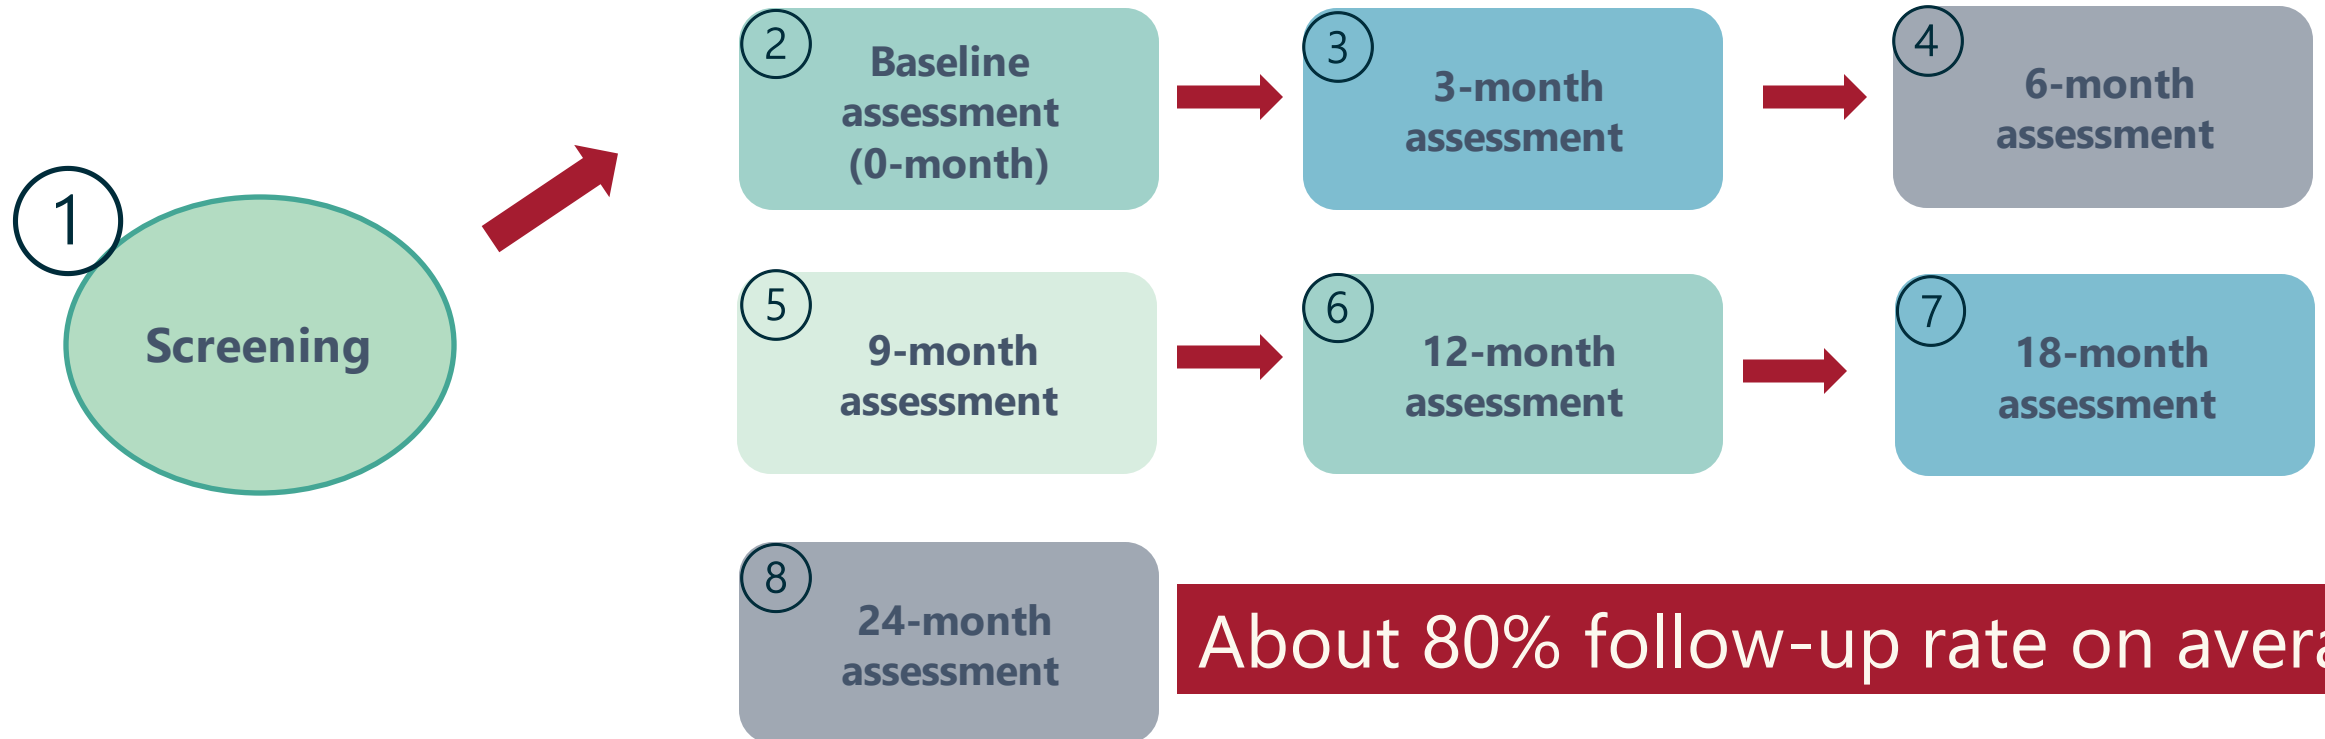 1
Screening
2
Baseline
assessment
(0-month)
3
3-month
assessment
4
6-month
assessment
5
9-month
assessment
6
12-month
assessment
7
18-month
assessment
8
24-month
assessment
About 80% follow-up rate on avera